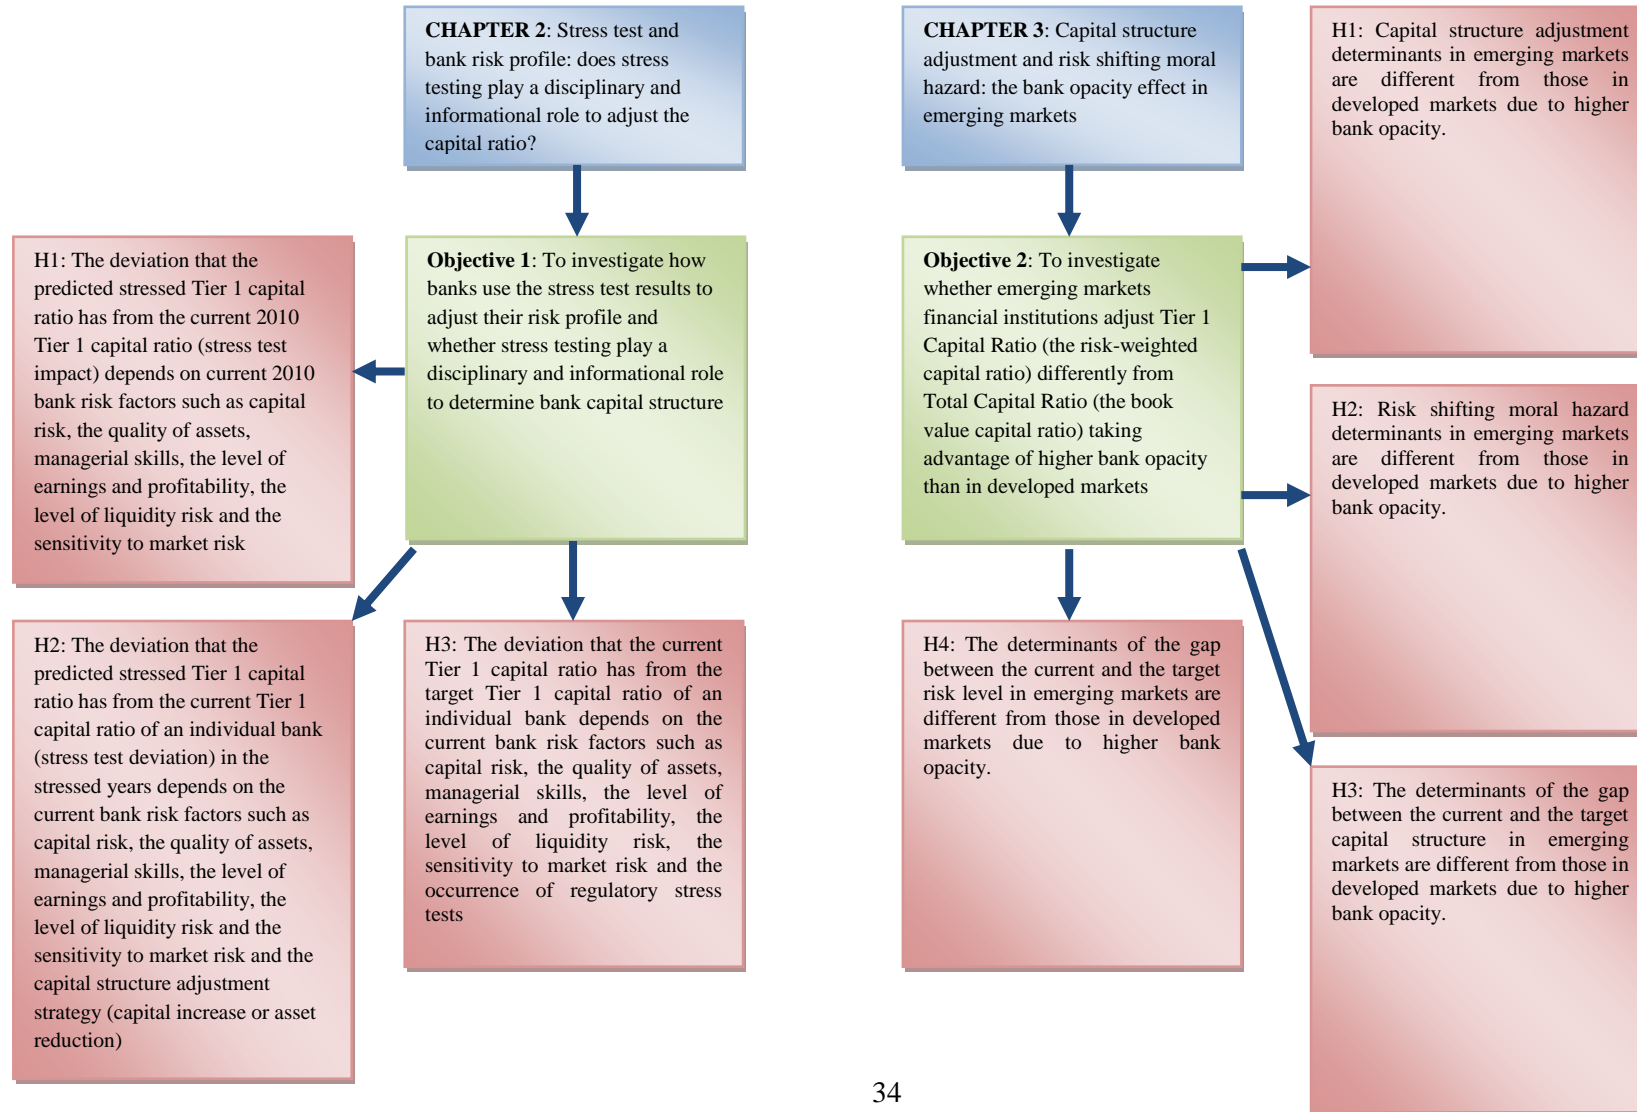 CHAPTER 2: Stress test and
bank risk profile: does stress
testing play a disciplinary and
informational role to adjust the
capital ratio?
CHAPTER 3: Capital structure
adjustment and risk shifting moral
hazard: the bank opacity effect in
emerging markets
H1: Capital structure adjustment
determinants in emerging markets
are different from those in
developed markets due to higher
bank opacity.
H1: The deviation that the
predicted stressed Tier 1 capital
ratio has from the current 2010
Tier 1 capital ratio (stress test
impact) depends on current 2010
bank risk factors such as capital
risk, the quality of assets,
managerial skills, the level of
earnings and profitability, the
level of liquidity risk and the
sensitivity to market risk
Objective 1: To investigate how
banks use the stress test results to
adjust their risk profile and
whether stress testing play a
disciplinary and informational role
to determine bank capital structure
Objective 2: To investigate
whether emerging markets
financial institutions adjust Tier 1
Capital Ratio (the risk-weighted
capital ratio) differently from
Total Capital Ratio (the book
value capital ratio) taking
advantage of higher bank opacity
than in developed markets
H2: Risk shifting moral hazard
determinants in emerging markets
are different from those in
developed markets due to higher
bank opacity.
H2: The deviation that the
predicted stressed Tier 1 capital
ratio has from the current Tier 1
capital ratio of an individual bank
(stress test deviation) in the
stressed years depends on the
current bank risk factors such as
capital risk, the quality of assets,
managerial skills, the level of
earnings and profitability, the
level of liquidity risk and the
sensitivity to market risk and the
capital structure adjustment
strategy (capital increase or asset
reduction)
H3: The deviation that the current
Tier 1 capital ratio has from the
target Tier 1 capital ratio of an
individual bank depends on the
current bank risk factors such as
capital risk, the quality of assets,
managerial skills, the level of
earnings and profitability, the
level of liquidity risk, the
sensitivity to market risk and the
occurrence of regulatory stress
tests
H4: The determinants of the gap
between the current and the target
risk level in emerging markets are
different from those in developed
markets due to higher bank
opacity.
H3: The determinants of the gap
between the current and the target
capital structure in emerging
markets are different from those in
developed markets due to higher
bank opacity.
34